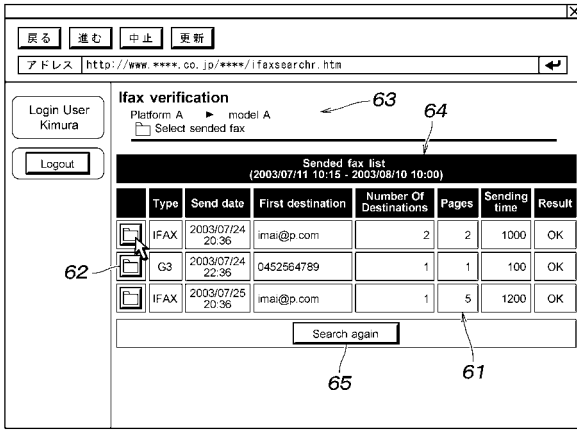 X
戻る 進む 中止 更新
アドレス http://www.****.co.jp/****/ifaxsearchr.htm
Login User
Kimura
Logout
Ifax verification
Platform A ► model A
Select sended fax
63
64
Sended fax list
(2003/07/11 10:15 - 2003/08/10 10:00)
Type Send date First destination Number Of Destinations Pages Sending time Result
IFAX 2003/07/24 20:36 imai@p.com 2 2 1000 OK
G3 2003/07/24 22:36 0452564789 1 1 100 OK
IFAX 2003/07/25 20:36 imai@p.com 1 5 1200 OK
62
Search again
65
61